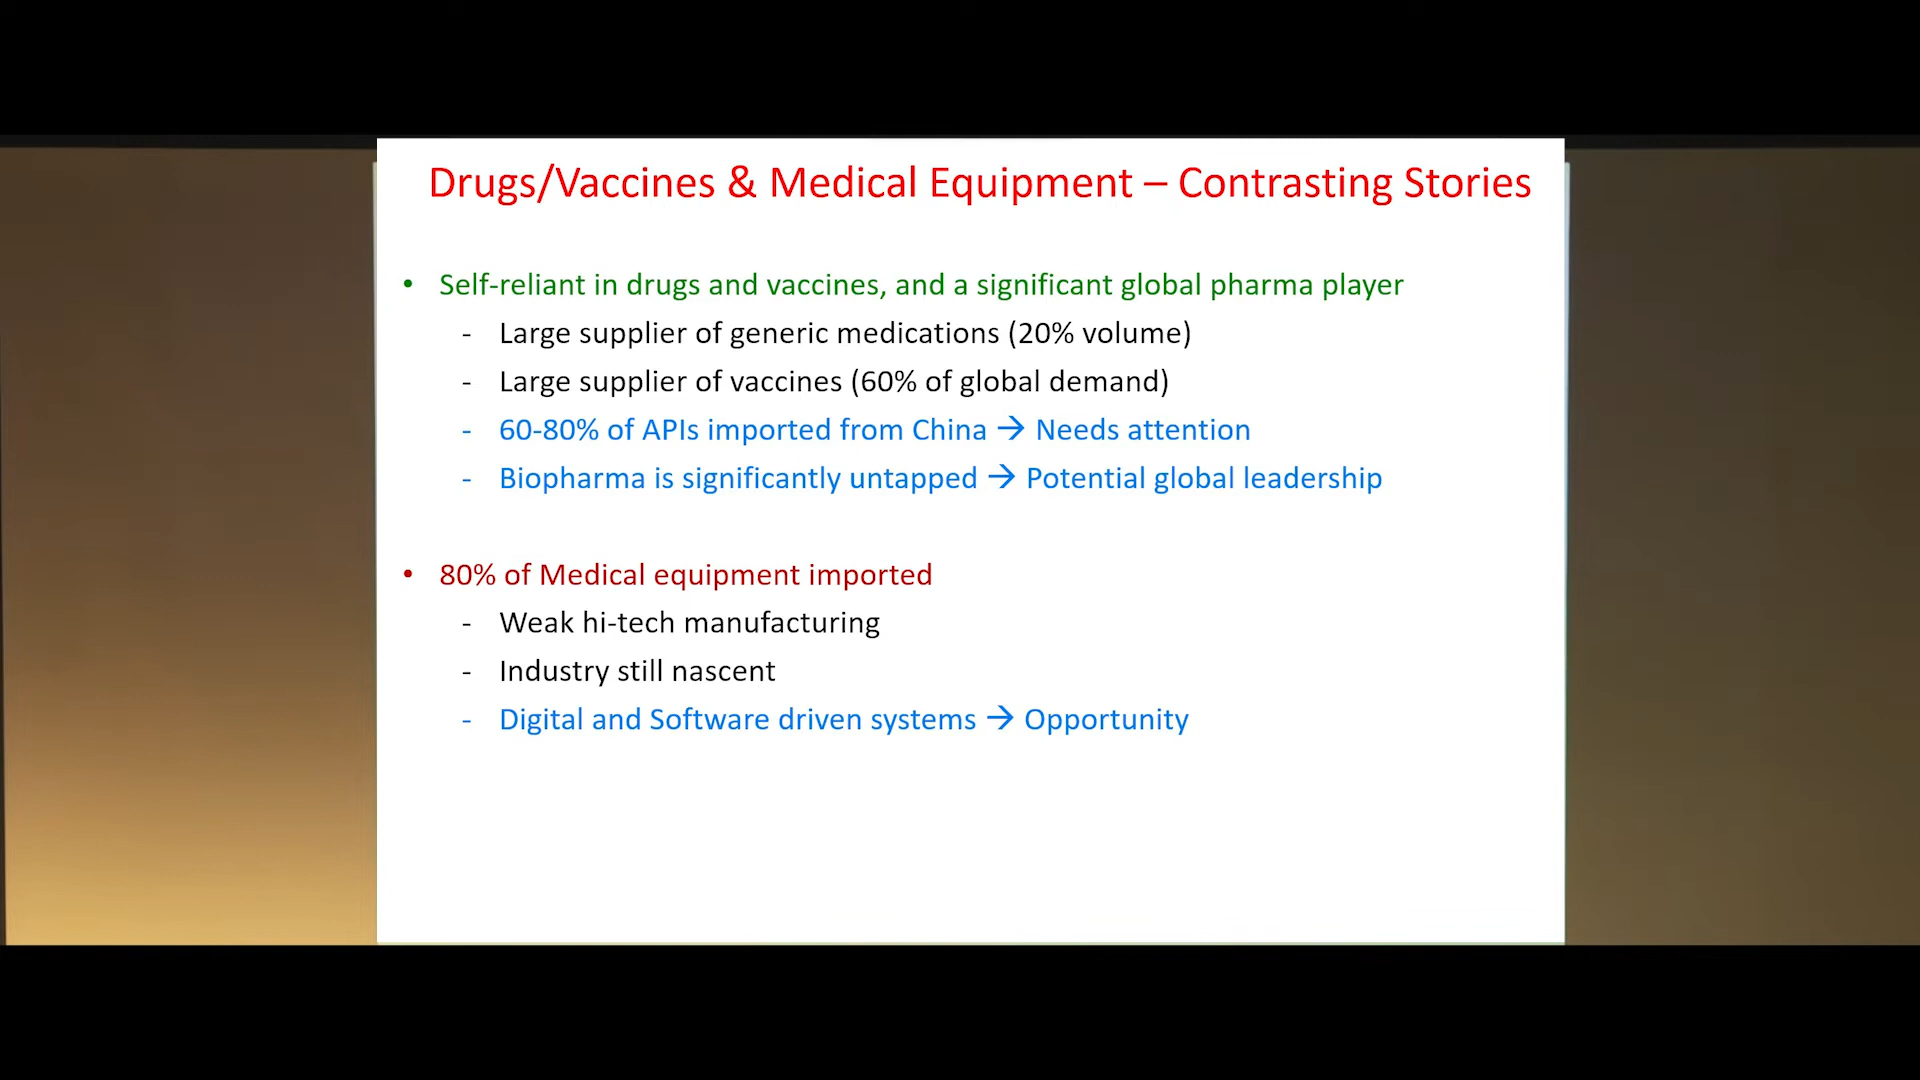 Drugs/Vaccines & Medical Equipment – Contrasting Stories
• Self-reliant in drugs and vaccines, and a significant global pharma player
- Large supplier of generic medications (20% volume)
- Large supplier of vaccines (60% of global demand)
- 60-80% of APIs imported from China → Needs attention
- Biopharma is significantly untapped → Potential global leadership
• 80% of Medical equipment imported
- Weak hi-tech manufacturing
- Industry still nascent
- Digital and Software driven systems → Opportunity